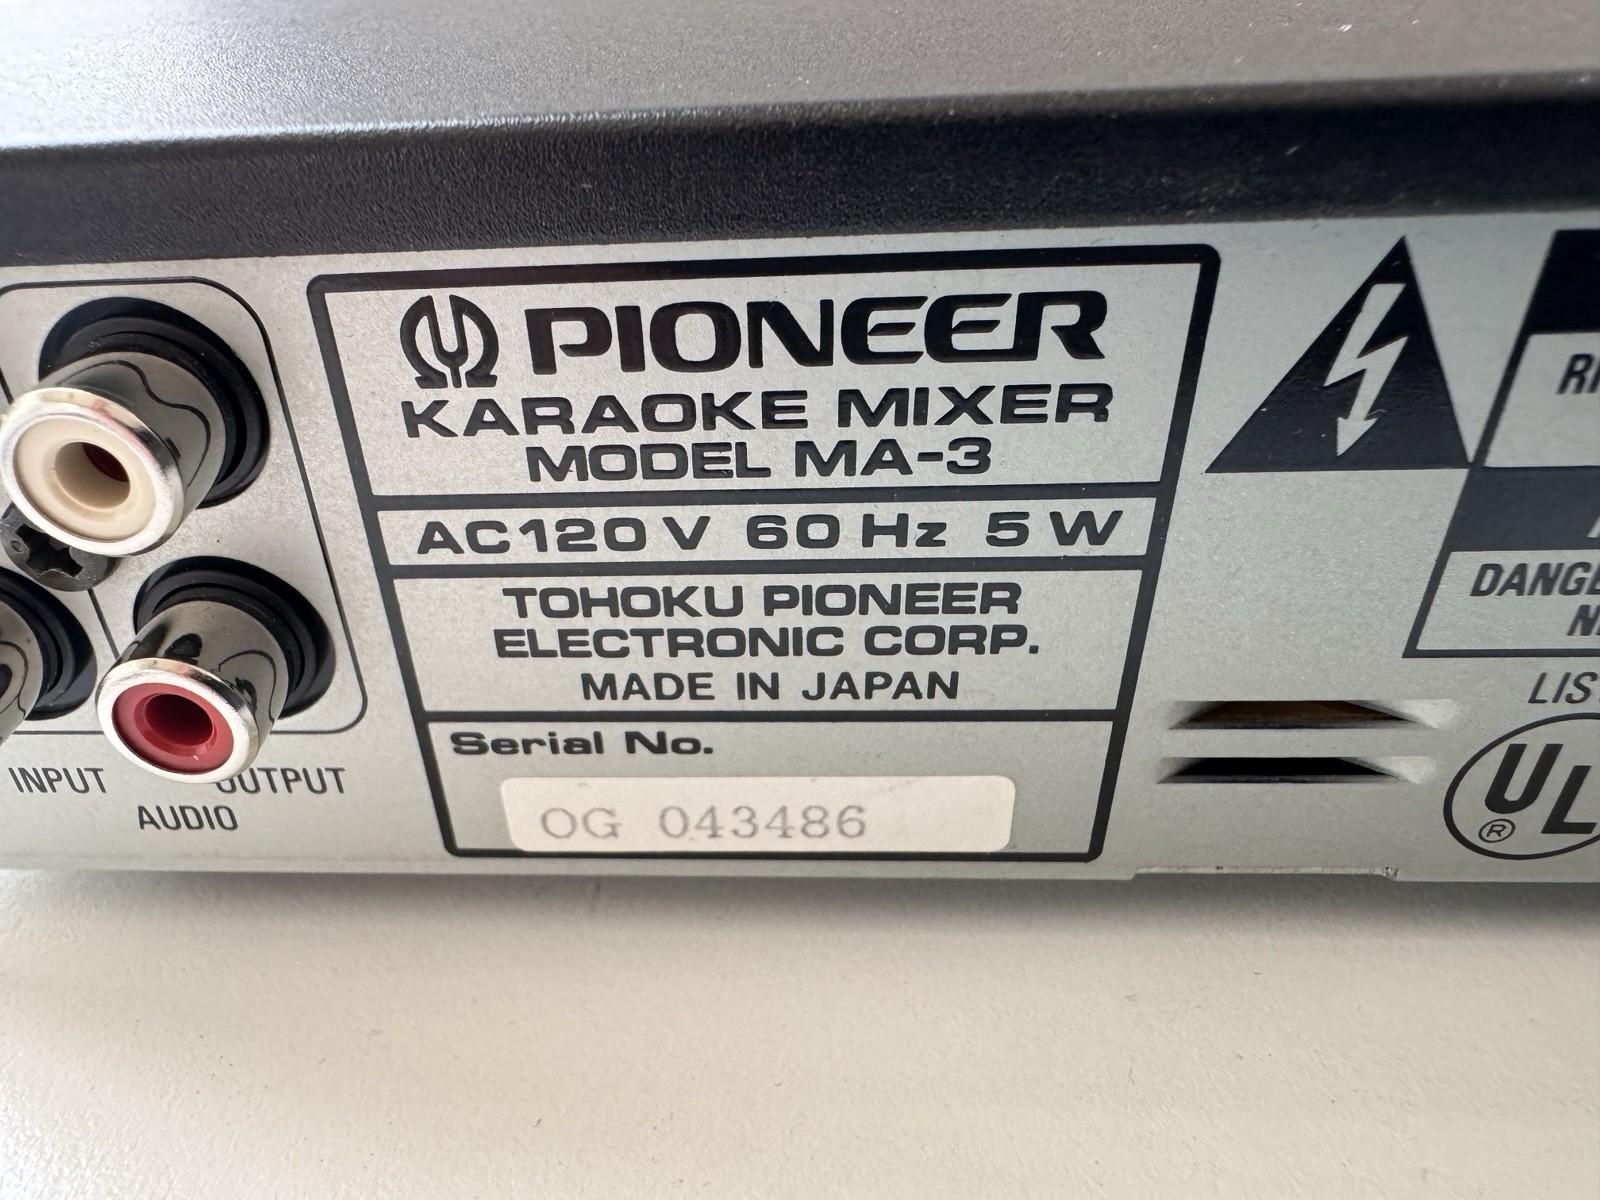 PIONEER
KARAOKE MIXER
MODEL MA-3
AC120V 60Hz 5W
TOHOKU PIONEER
ELECTRONIC CORP.
MADE IN JAPAN
Serial No.
OG 043486
INPUT OUTPUT
AUDIO
UL
®